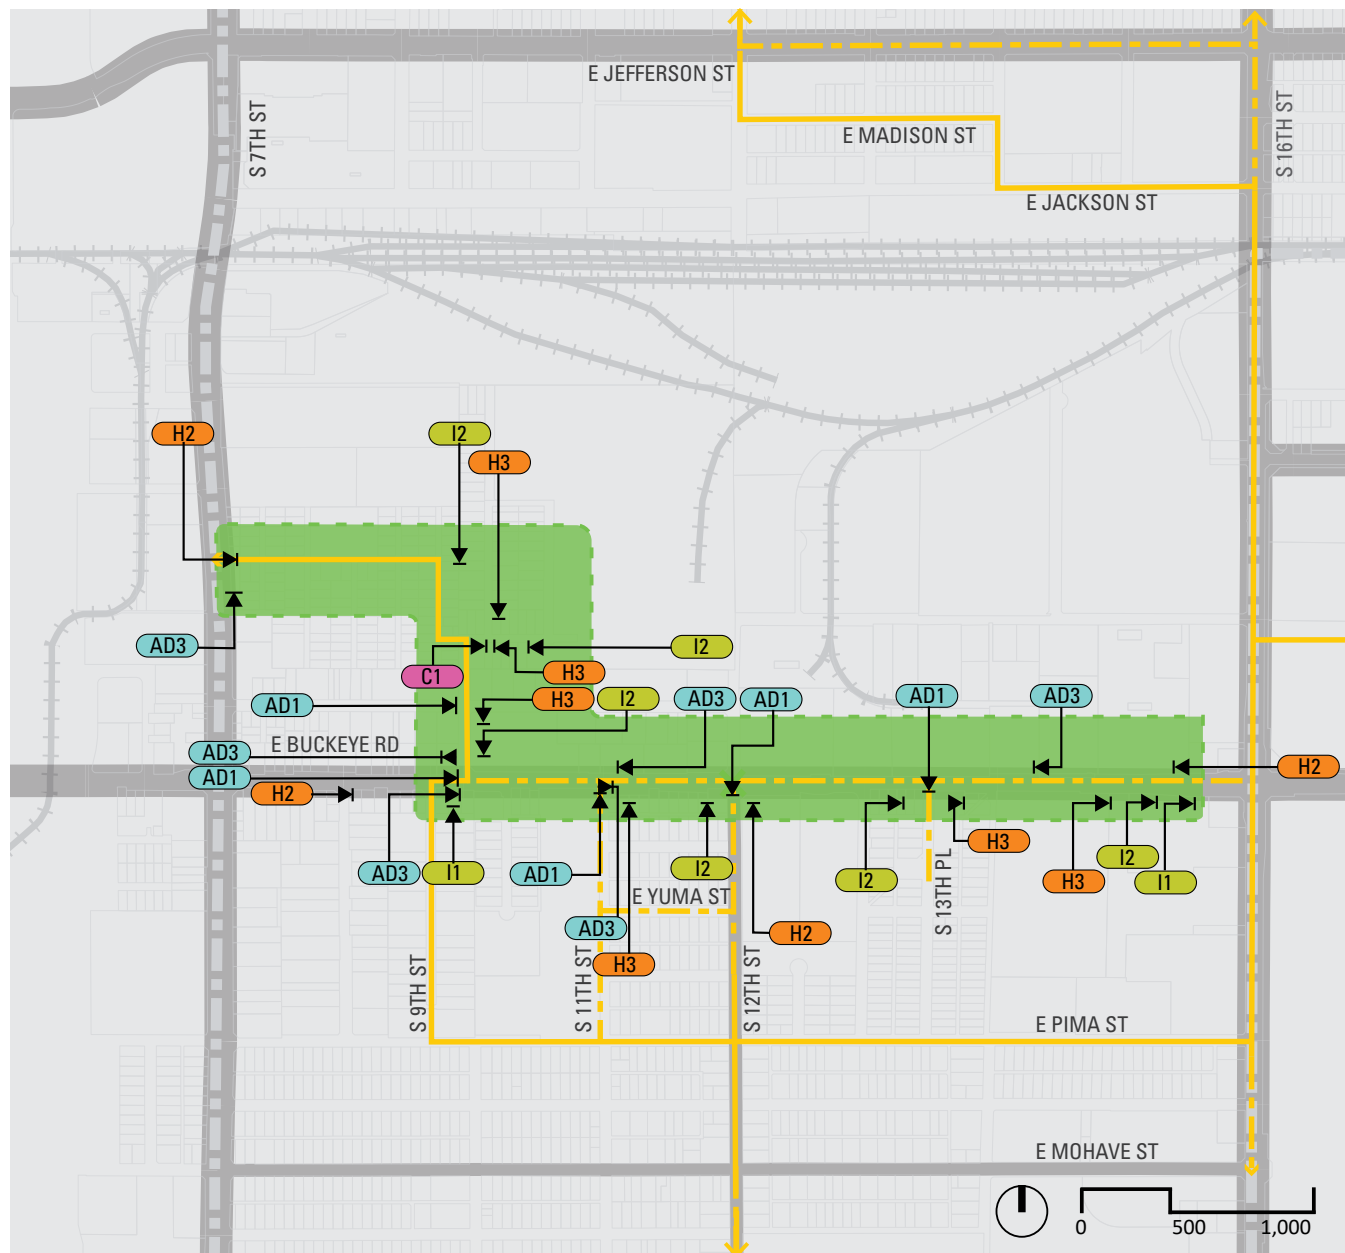 E JEFFERSON ST
S 7TH ST
E MADISON ST
S 16TH ST
E JACKSON ST
H2
I2
H3
AD3
I2
C1
H3
AD1
H3
I2
AD3
AD1
AD1
AD3
AD3
E BUCKEYE RD
AD1
H2
H2
H3
AD3
I1
AD1
I2
I2
I2
H3
I1
E YUMA ST
S 13TH PL
AD3
H2
H3
S 9TH ST
S 11TH ST
S 12TH ST
E PIMA ST
E MOHAVE ST
0 500 1,000